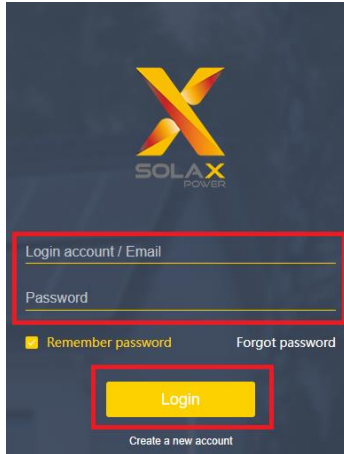 SOLAX
POWER
Login account / Email
Password
Remember password Forgot password
Login
Create a new account